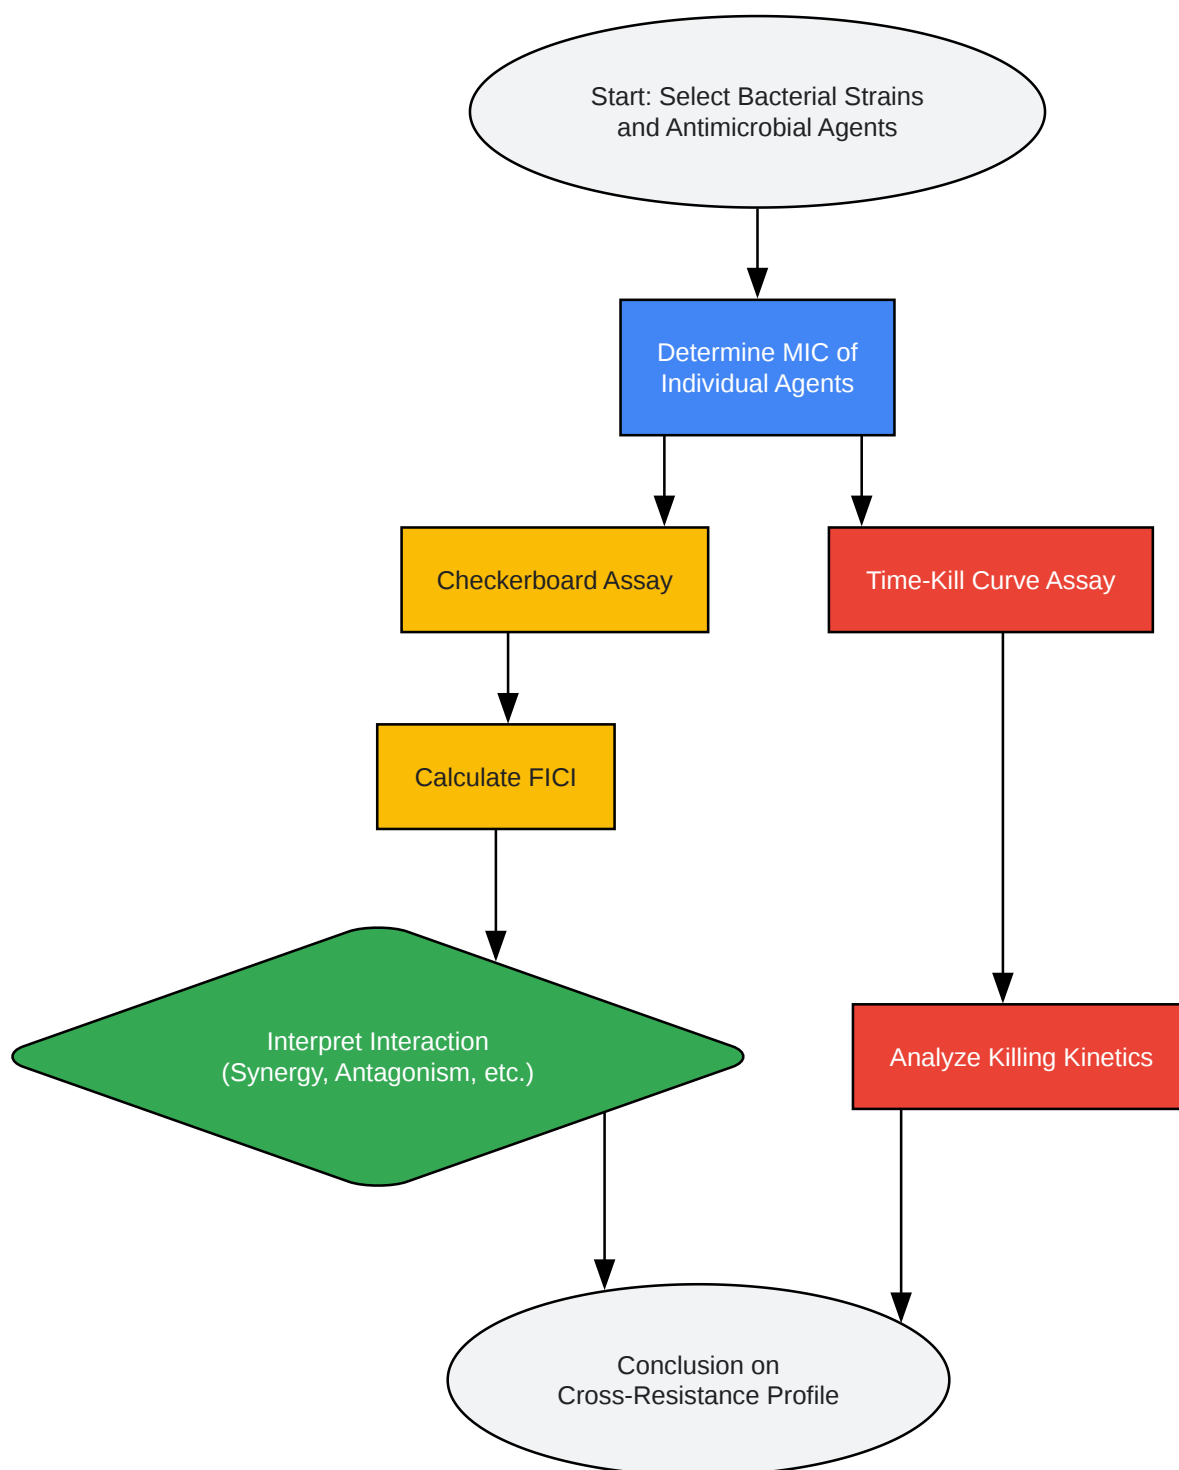 Start: Select Bacterial Strains
and Antimicrobial Agents
Determine MIC of
Individual Agents
Checkerboard Assay
Time-Kill Curve Assay
Calculate FICI
Interpret Interaction
(Synergy, Antagonism, etc.)
Analyze Killing Kinetics
Conclusion on
Cross-Resistance Profile